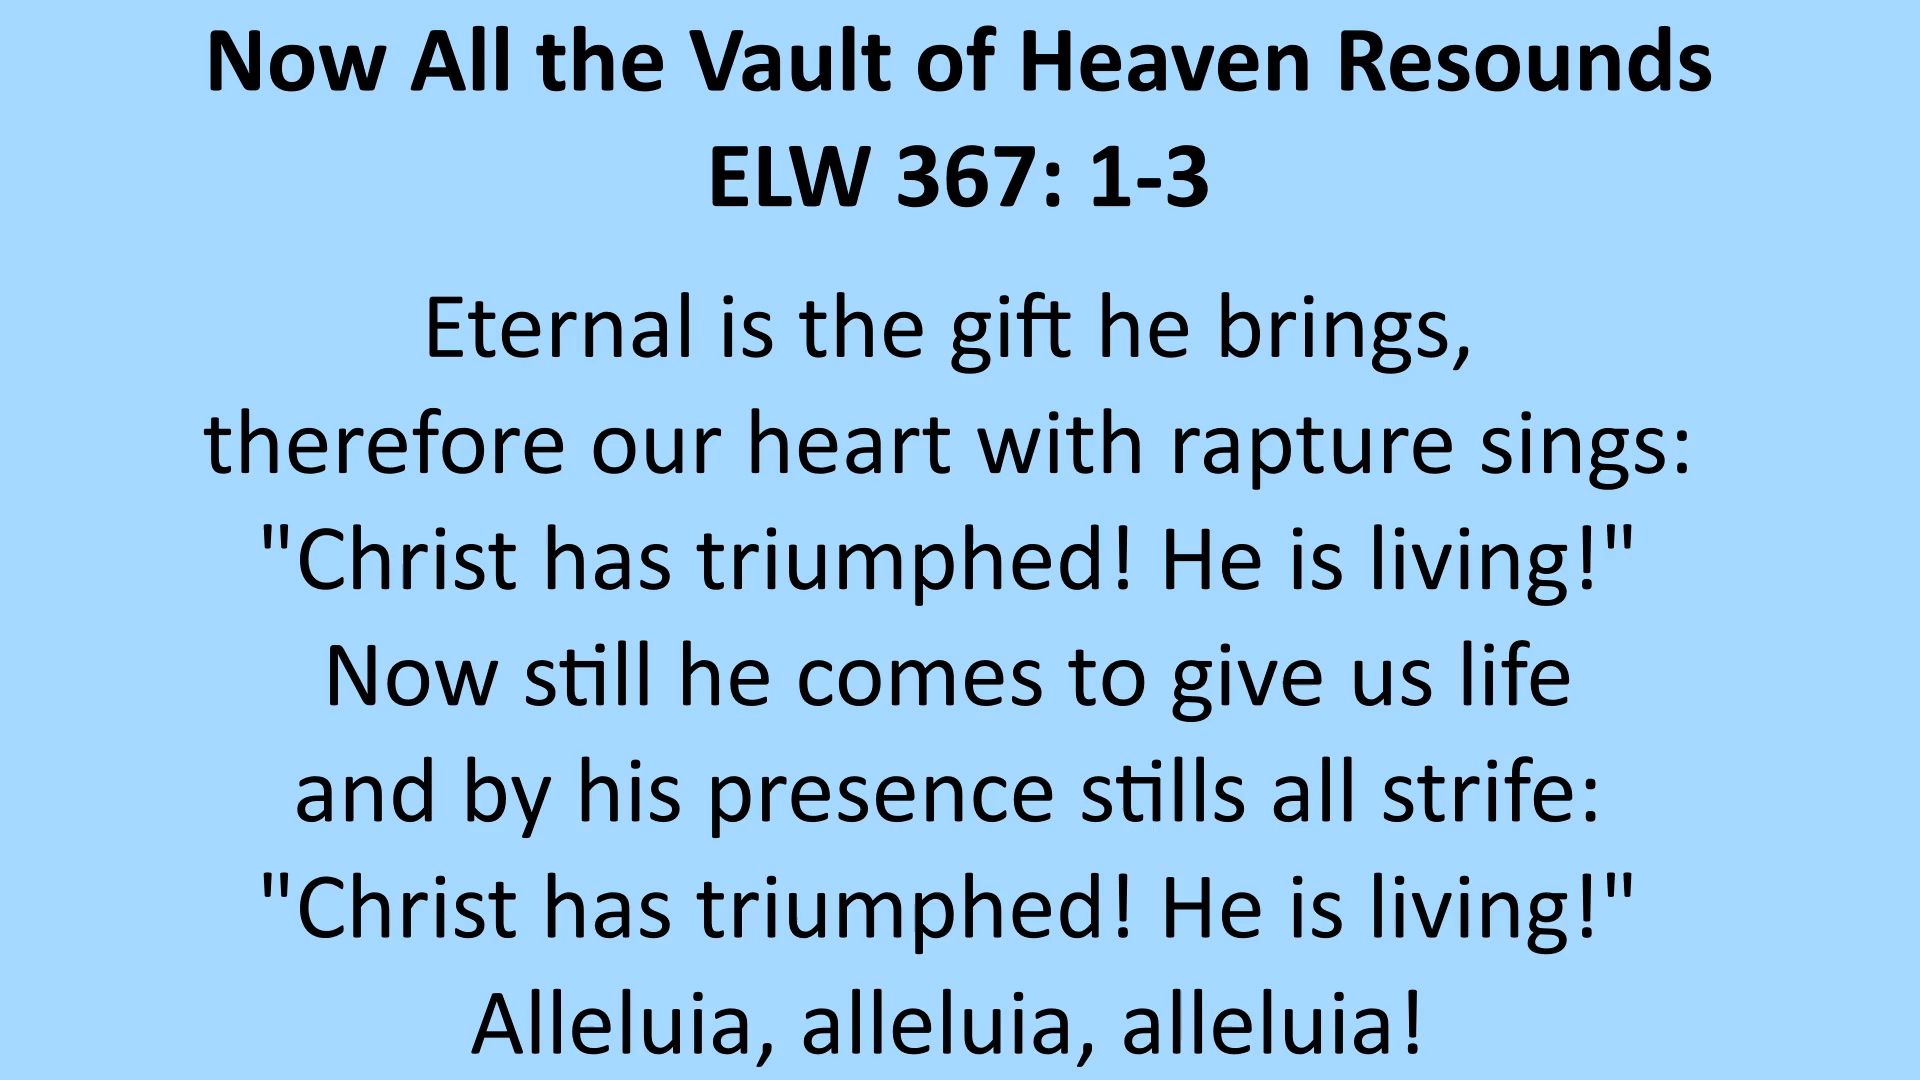 Now All the Vault of Heaven Resounds
ELW 367: 1-3
Eternal is the gift he brings,
therefore our heart with rapture sings:
"Christ has triumphed! He is living!"
Now still he comes to give us life
and by his presence stills all strife:
"Christ has triumphed! He is living!"
Alleluia, alleluia, alleluia!